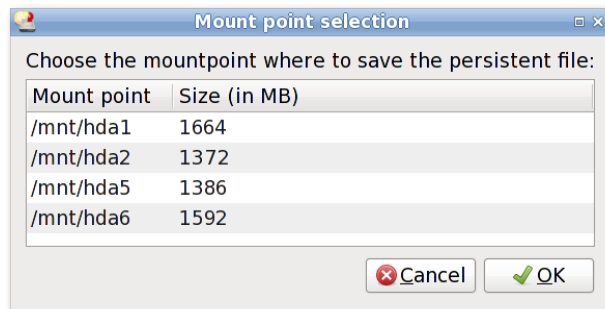 Mount point selection
Choose the mountpoint where to save the persistent file:
Mount point Size (in MB)
/mnt/hda1 1664
/mnt/hda2 1372
/mnt/hda5 1386
/mnt/hda6 1592
Cancel OK